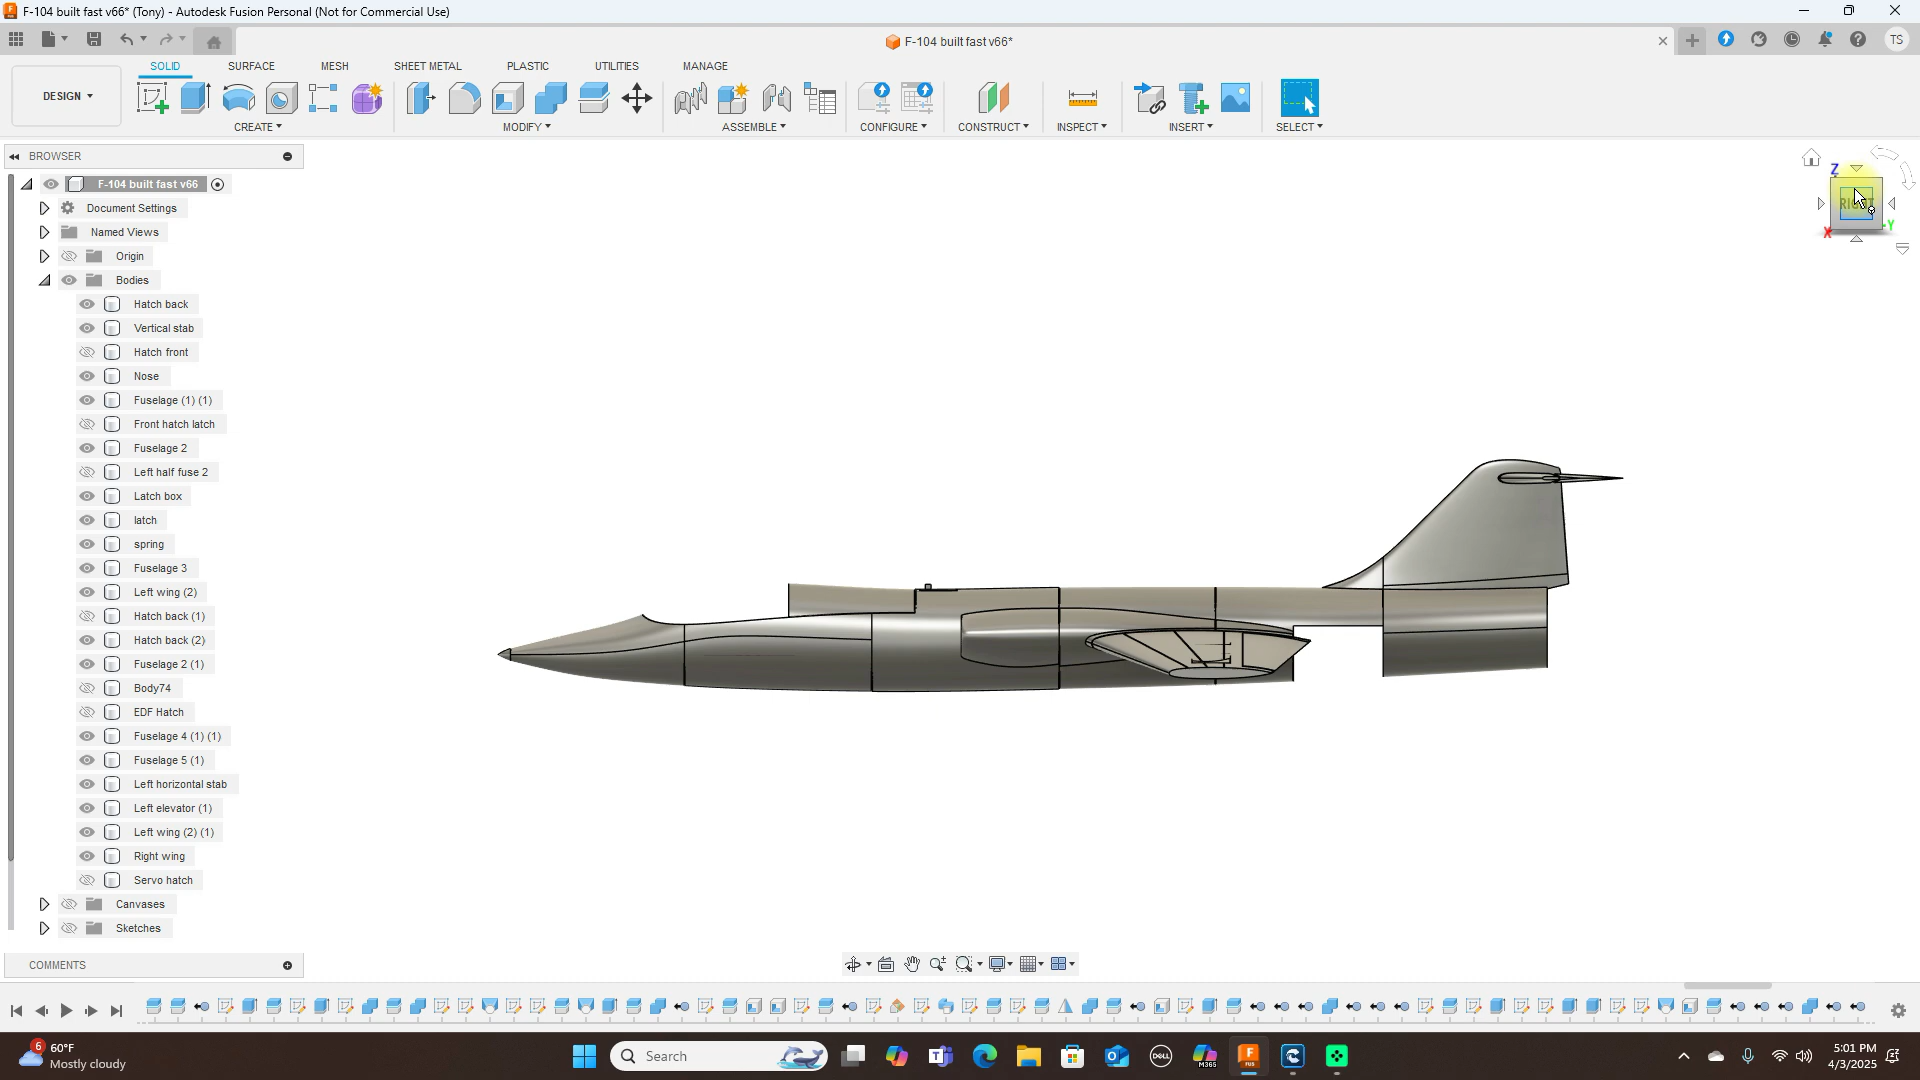 F-104 built fast v66* (Tony) - Autodesk Fusion Personal (Not for Commercial Use)
F-104 built fast v66*
TS
SOLID
SURFACE
MESH
SHEET METAL
PLASTIC
UTILITIES
MANAGE
DESIGN
CREATE
MODIFY
ASSEMBLE
CONFIGURE
CONSTRUCT
INSPECT
INSERT
SELECT
BROWSER
F-104 built fast v66
Document Settings
Named Views
Origin
Bodies
Hatch back
Vertical stab
Hatch front
Nose
Fuselage (1) (1)
Front hatch latch
Fuselage 2
Left half fuse 2
Latch box
latch
spring
Fuselage 3
Left wing (2)
Hatch back (1)
Hatch back (2)
Fuselage 2 (1)
Body74
EDF Hatch
Fuselage 4 (1) (1)
Fuselage 5 (1)
Left horizontal stab
Left elevator (1)
Left wing (2) (1)
Right wing
Servo hatch
Canvases
Sketches
COMMENTS
Z
RIGHT
-Y
X
6
60°F
Mostly cloudy
Search
DELL
M365
FUS
5:01 PM
4/3/2025